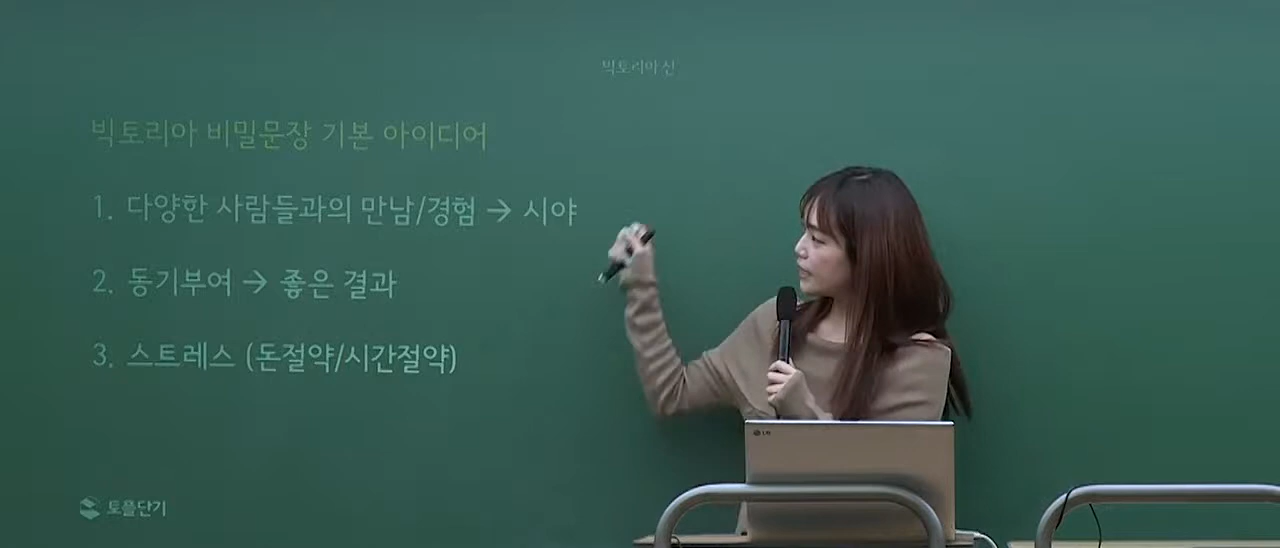 빅토리아 신
빅토리아 비밀문장 기본 아이디어
1. 다양한 사람들과의 만남/경험 → 시야
2. 동기부여 → 좋은 결과
3. 스트레스 (돈절약/시간절약)
토플단기
LG